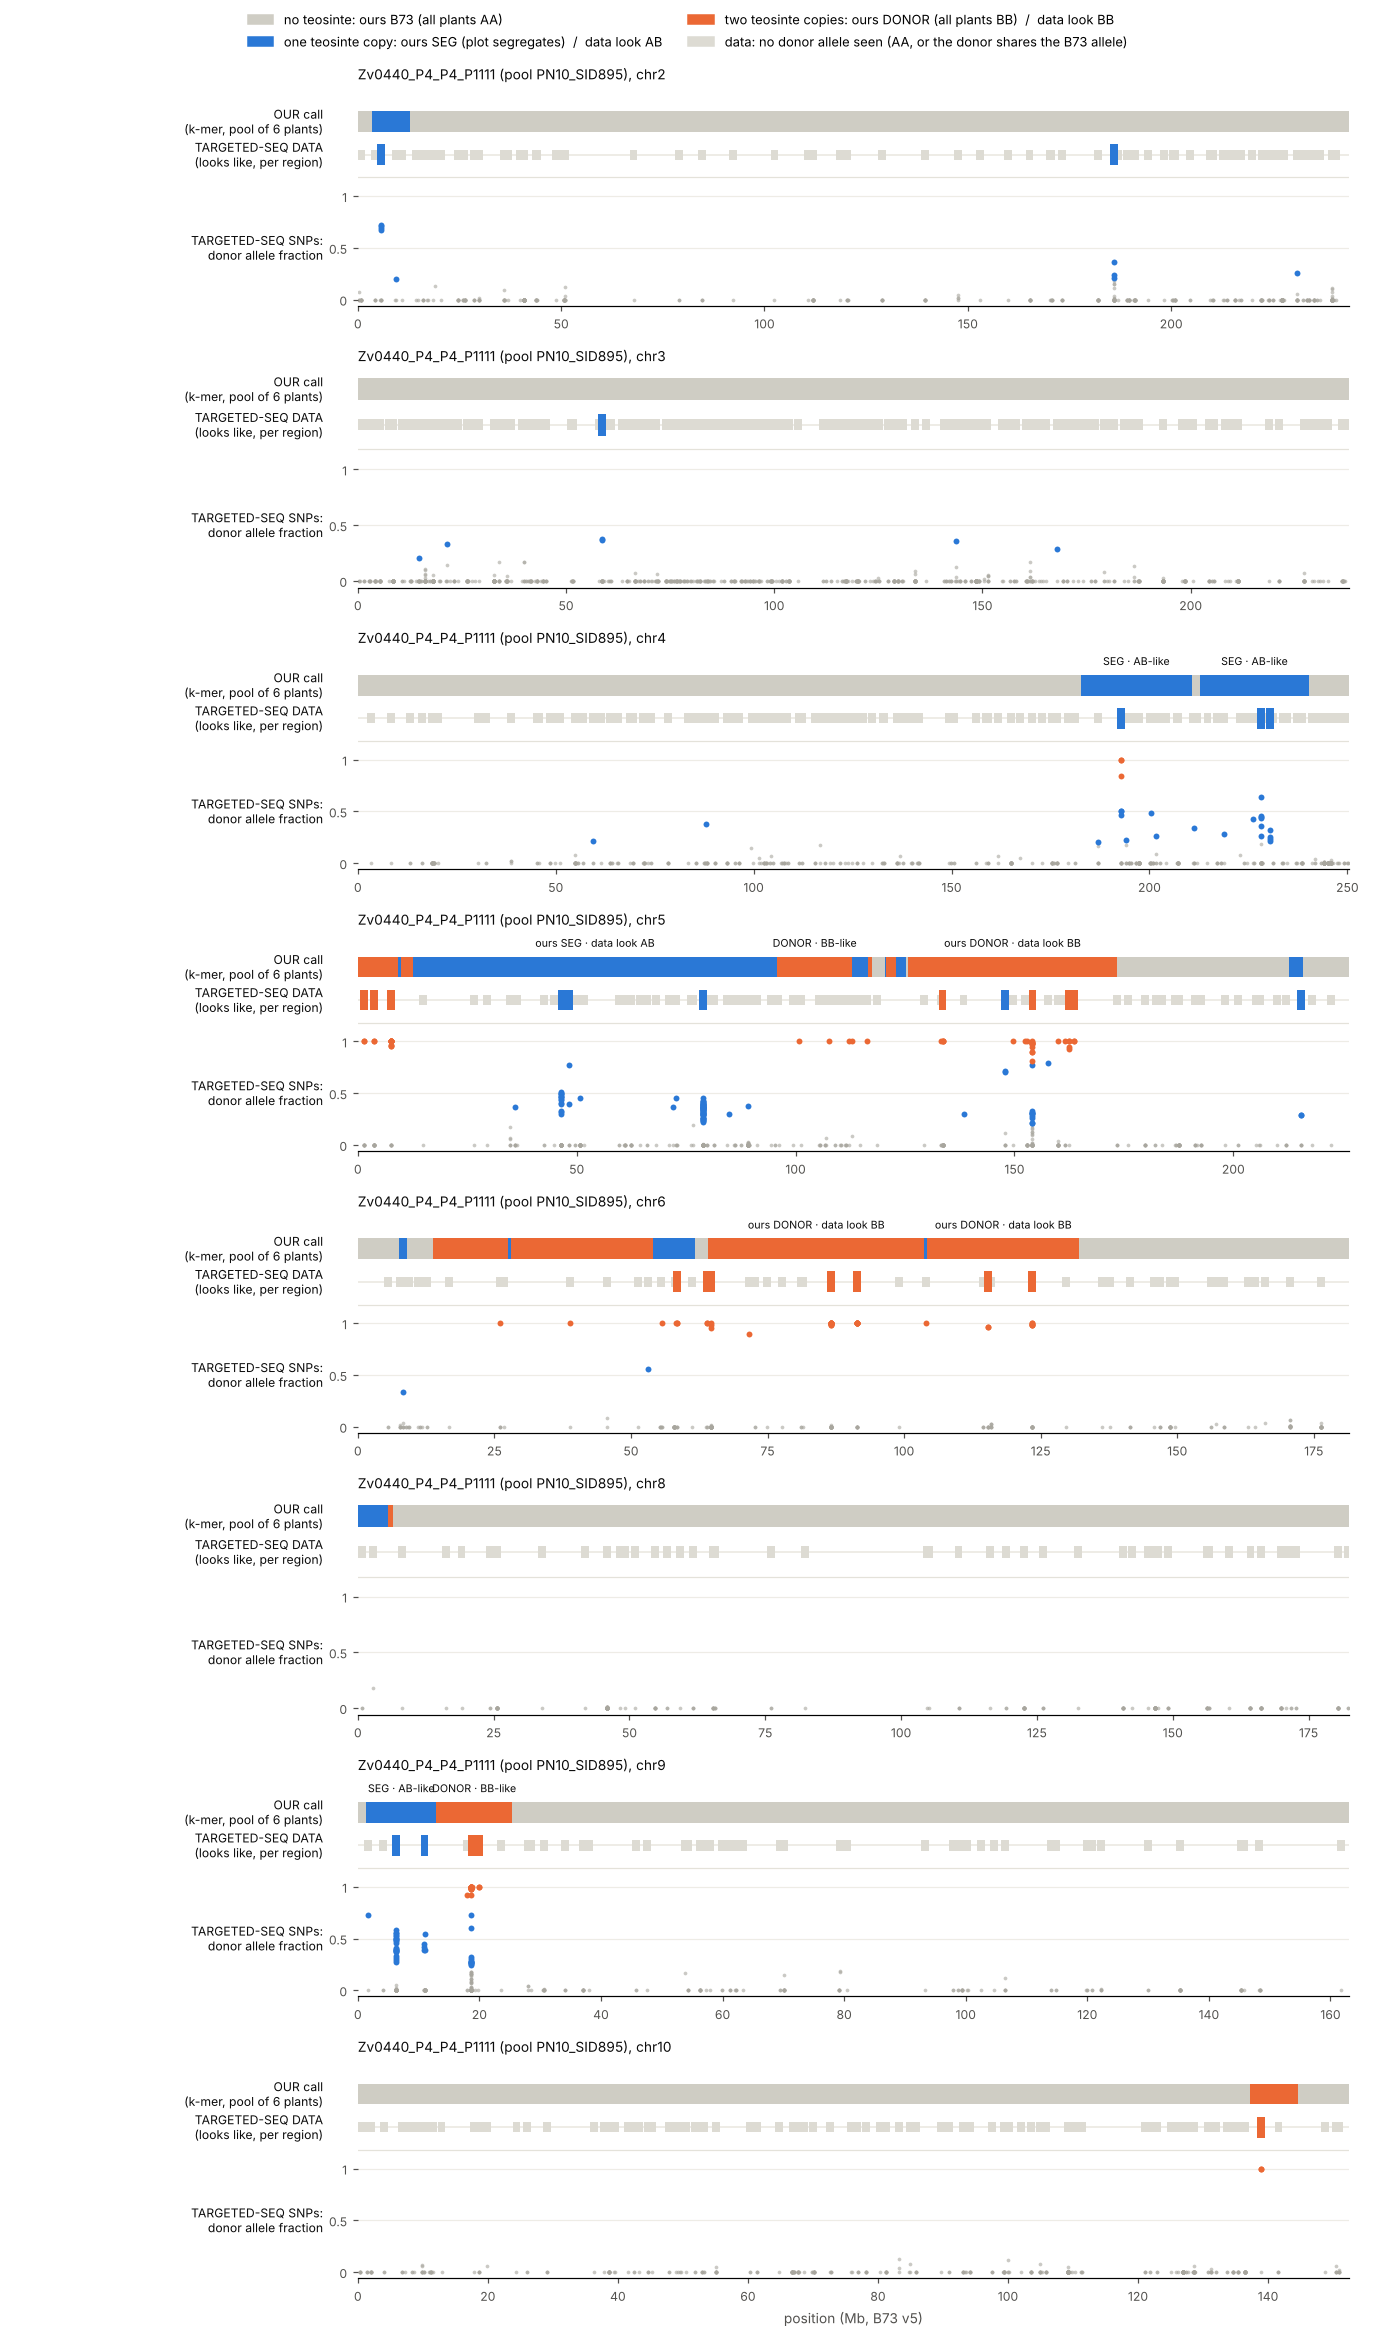 no teosinte: ours B73 (all plants AA)
two teosinte copies: ours DONOR (all plants BB)  /  data look BB
one teosinte copy: ours SEG (plot segregates)  /  data look AB
data: no donor allele seen (AA, or the donor shares the B73 allele)
Zv0440_P4_P4_P1111 (pool PN10_SID895), chr2
OUR call
(k-mer, pool of 6 plants)
TARGETED-SEQ DATA
(looks like, per region)
1
TARGETED-SEQ SNPs:
donor allele fraction
0.5
0
0 50 100 150 200
Zv0440_P4_P4_P1111 (pool PN10_SID895), chr3
OUR call
(k-mer, pool of 6 plants)
TARGETED-SEQ DATA
(looks like, per region)
1
TARGETED-SEQ SNPs:
donor allele fraction
0.5
0
0 50 100 150 200
Zv0440_P4_P4_P1111 (pool PN10_SID895), chr4
SEG · AB-like SEG · AB-like
OUR call
(k-mer, pool of 6 plants)
TARGETED-SEQ DATA
(looks like, per region)
1
TARGETED-SEQ SNPs:
donor allele fraction
0.5
0
0 50 100 150 200 250
Zv0440_P4_P4_P1111 (pool PN10_SID895), chr5
ours SEG · data look AB DONOR · BB-like ours DONOR · data look BB
OUR call
(k-mer, pool of 6 plants)
TARGETED-SEQ DATA
(looks like, per region)
1
TARGETED-SEQ SNPs:
donor allele fraction
0.5
0
0 50 100 150 200
Zv0440_P4_P4_P1111 (pool PN10_SID895), chr6
ours DONOR · data look BB ours DONOR · data look BB
OUR call
(k-mer, pool of 6 plants)
TARGETED-SEQ DATA
(looks like, per region)
1
TARGETED-SEQ SNPs:
donor allele fraction
0.5
0
0 25 50 75 100 125 150 175
Zv0440_P4_P4_P1111 (pool PN10_SID895), chr8
OUR call
(k-mer, pool of 6 plants)
TARGETED-SEQ DATA
(looks like, per region)
1
TARGETED-SEQ SNPs:
donor allele fraction
0.5
0
0 25 50 75 100 125 150 175
Zv0440_P4_P4_P1111 (pool PN10_SID895), chr9
SEG · AB-like DONOR · BB-like
OUR call
(k-mer, pool of 6 plants)
TARGETED-SEQ DATA
(looks like, per region)
1
TARGETED-SEQ SNPs:
donor allele fraction
0.5
0
0 20 40 60 80 100 120 140 160
Zv0440_P4_P4_P1111 (pool PN10_SID895), chr10
OUR call
(k-mer, pool of 6 plants)
TARGETED-SEQ DATA
(looks like, per region)
1
TARGETED-SEQ SNPs:
donor allele fraction
0.5
0
0 20 40 60 80 100 120 140
position (Mb, B73 v5)